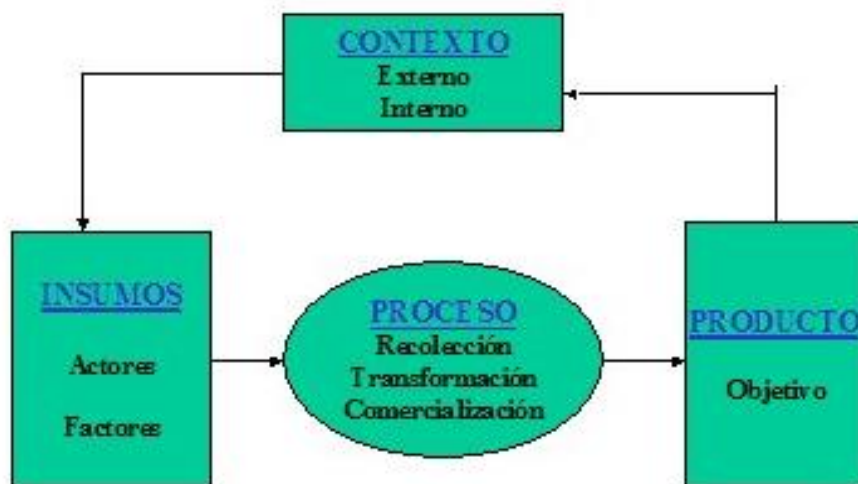 CONTEXTO
Externo
Interno
INSUMOS
Actores
Factores
PROCESO
Recolección
Transformación
Comercialización
PRODUCTO
Objetivo